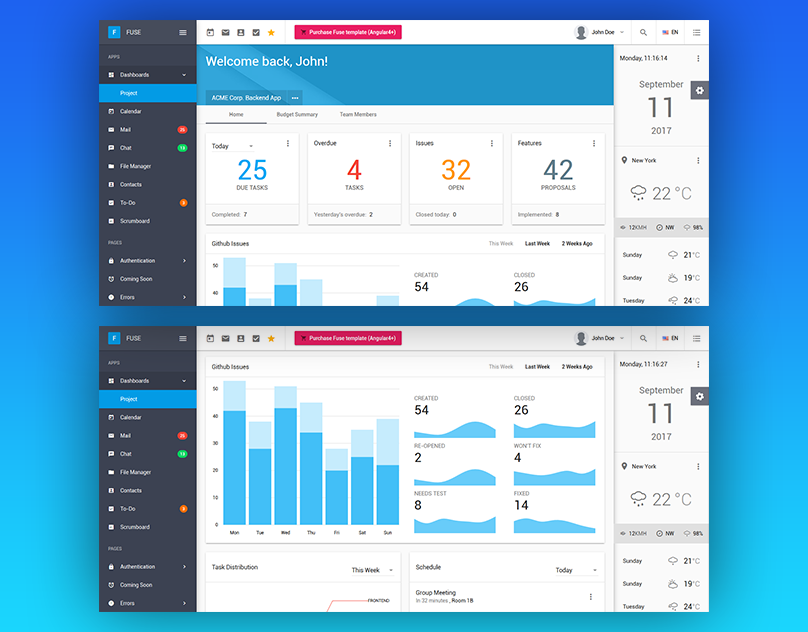 F FUSE
John Doe
EN
Purchase Fuse template (Angular4+)
APPS
Dashboards
Project
Calendar
Mail 25
Chat 13
File Manager
Contacts
To-Do 3
Scrumboard
PAGES
Authentication
Coming Soon
Errors
Welcome back, John!
ACME Corp. Backend App
Home Budget Summary Team Members
Today Overdue Issues Features
25 4 32 42
DUE TASKS TASKS OPEN PROPOSALS
Completed: 7 Yesterday's overdue: 2 Closed today: 0 Implemented: 8
Github Issues This Week Last Week 2 Weeks Ago
50
40
CREATED CLOSED
54 26
Monday, 11:16:14
September
11
2017
New York
22 °C
12KMH NW 98%
Sunday 21°C
Sunday 19°C
Tuesday 24°C
F FUSE
Purchase Fuse template (Angular4+)
John Doe
EN
APPS
Dashboards
Project
Calendar
Mail 25
Chat 13
File Manager
Contacts
To-Do 3
Scrumboard
PAGES
Authentication
Coming Soon
Errors
Github Issues This Week Last Week 2 Weeks Ago
50
40
30
20
10
0
Mon Tue Wed Thu Fri Sat Sun
CREATED CLOSED
54 26
RE-OPENED WON'T FIX
2 4
NEEDS TEST FIXED
8 14
Task Distribution This Week
FRONTEND
Schedule Today
Group Meeting
In 32 minutes , Room 1B
Monday, 11:16:27
September
11
2017
New York
22 °C
12KMH NW 98%
Sunday 21°C
Sunday 19°C
Tuesday 24°C